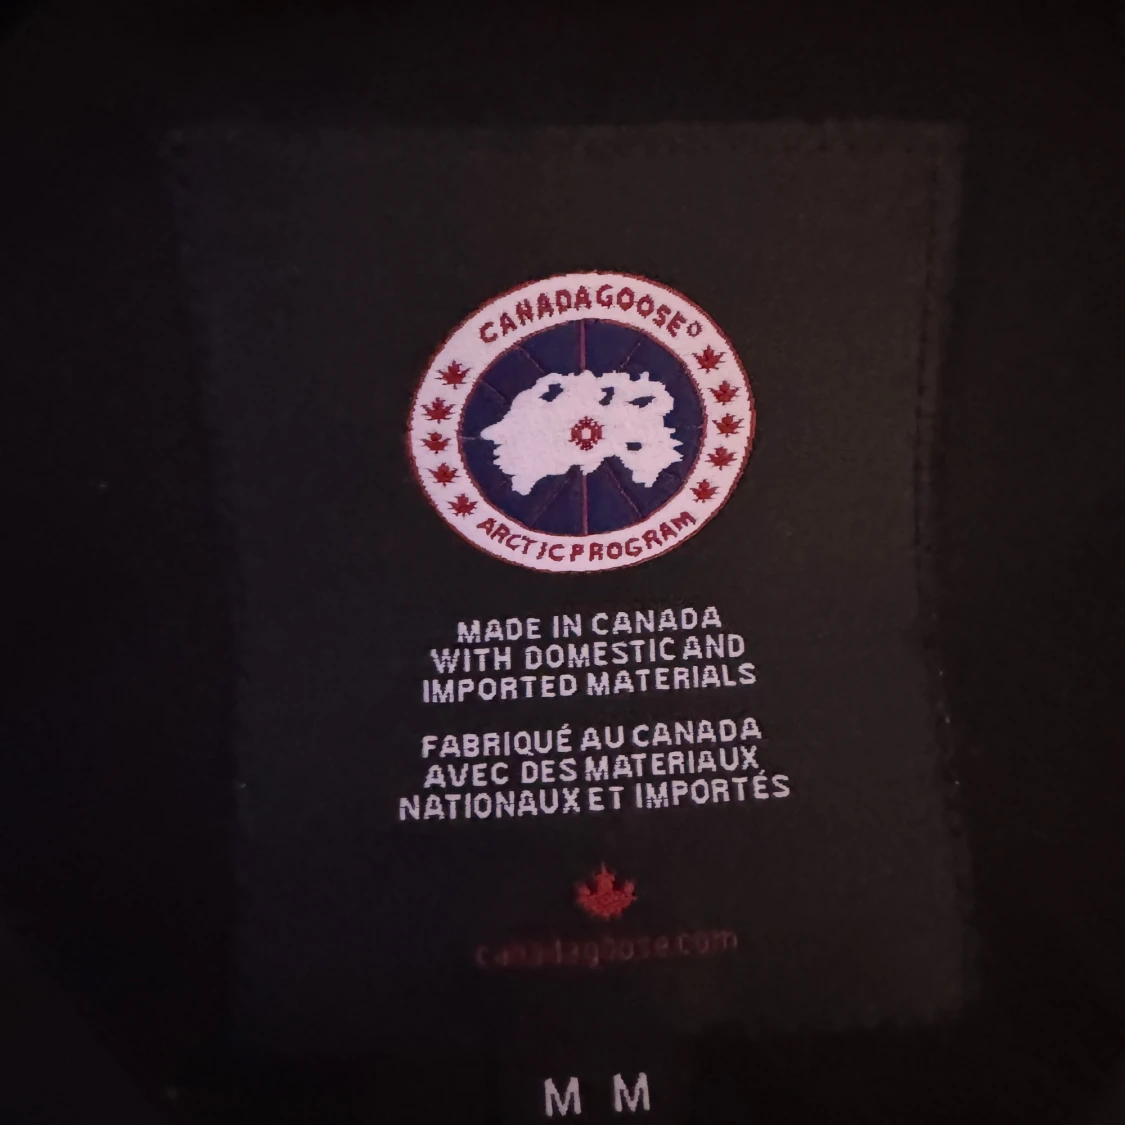 CANADA GOOSE
ARCTIC PROGRAM
MADE IN CANADA
WITH DOMESTIC AND
IMPORTED MATERIALS
FABRIQUÉ AU CANADA
AVEC DES MATERIAUX
NATIONAUX ET IMPORTÉS
canadagoose.com
M M